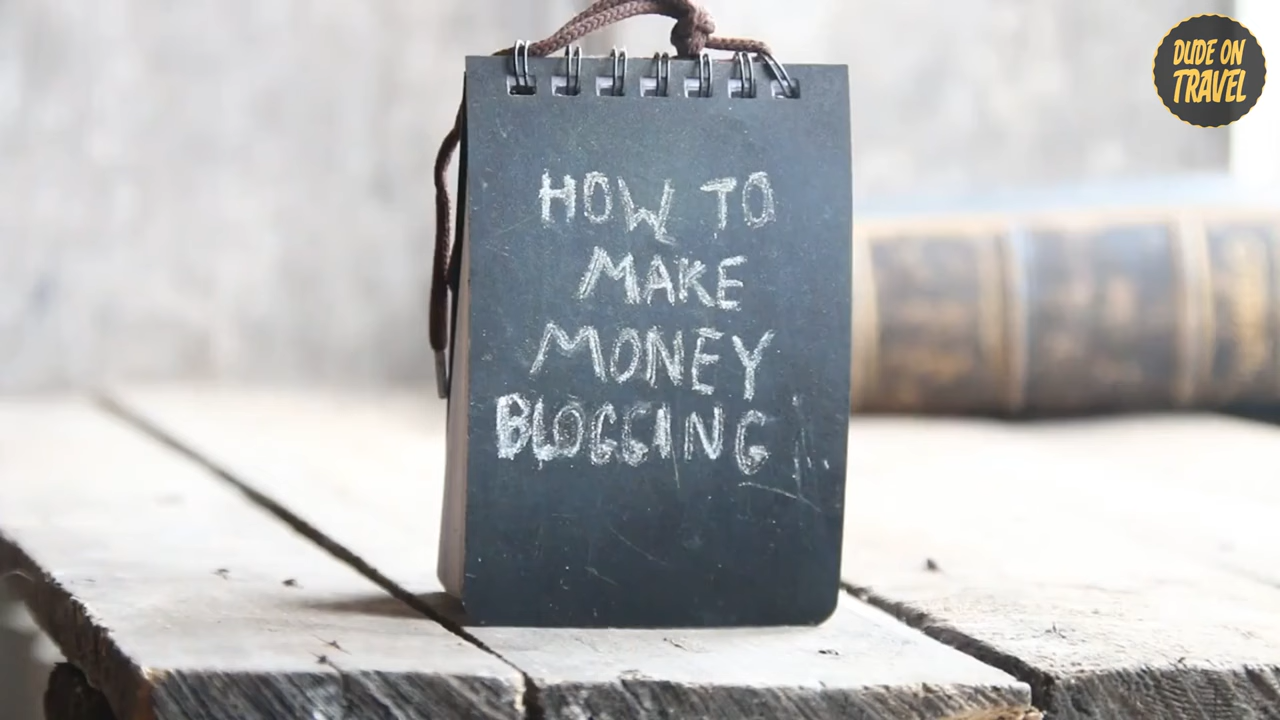 HOW TO
MAKE
MONEY
BLOGGING
DUDE ON
TRAVEL